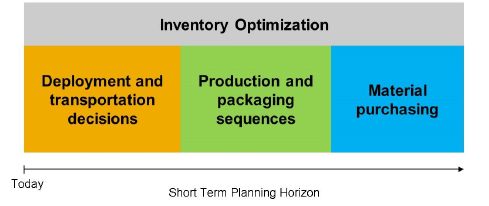 Inventory Optimization
Deployment and
transportation
decisions
Production and
packaging
sequences
Material
purchasing
Today
Short Term Planning Horizon